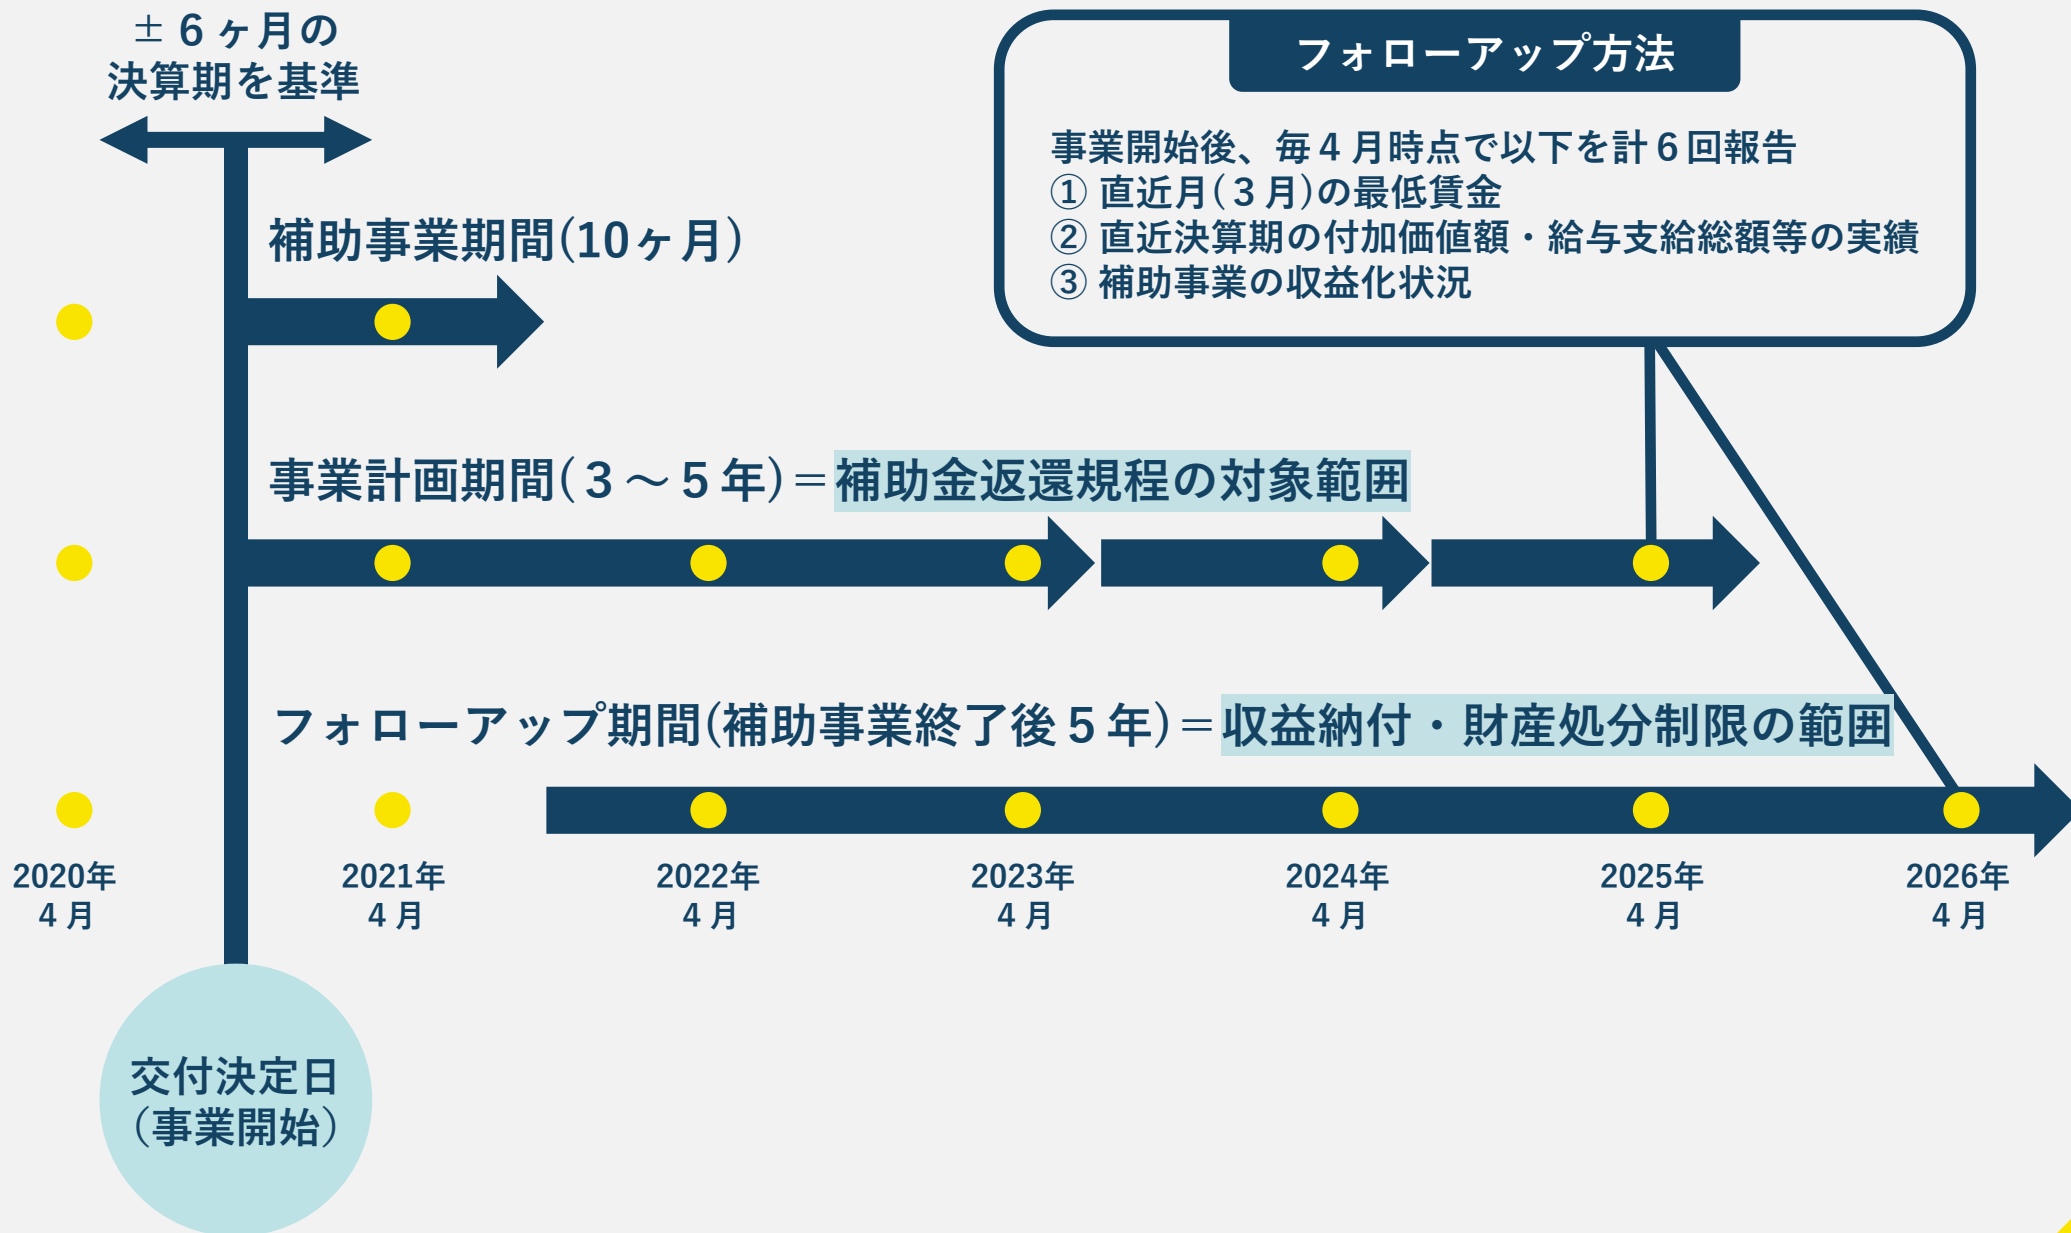 ±６ヶ月の
決算期を基準
フォローアップ方法
事業開始後、毎４月時点で以下を計６回報告
① 直近月(３月)の最低賃金
② 直近決算期の付加価値額・給与支給総額等の実績
③ 補助事業の収益化状況
補助事業期間(10ヶ月)
事業計画期間(３～５年)＝補助金返還規程の対象範囲
フォローアップ期間(補助事業終了後５年)＝収益納付・財産処分制限の範囲
2020年
４月
2021年
４月
2022年
４月
2023年
４月
2024年
４月
2025年
４月
2026年
４月
交付決定日
（事業開始）